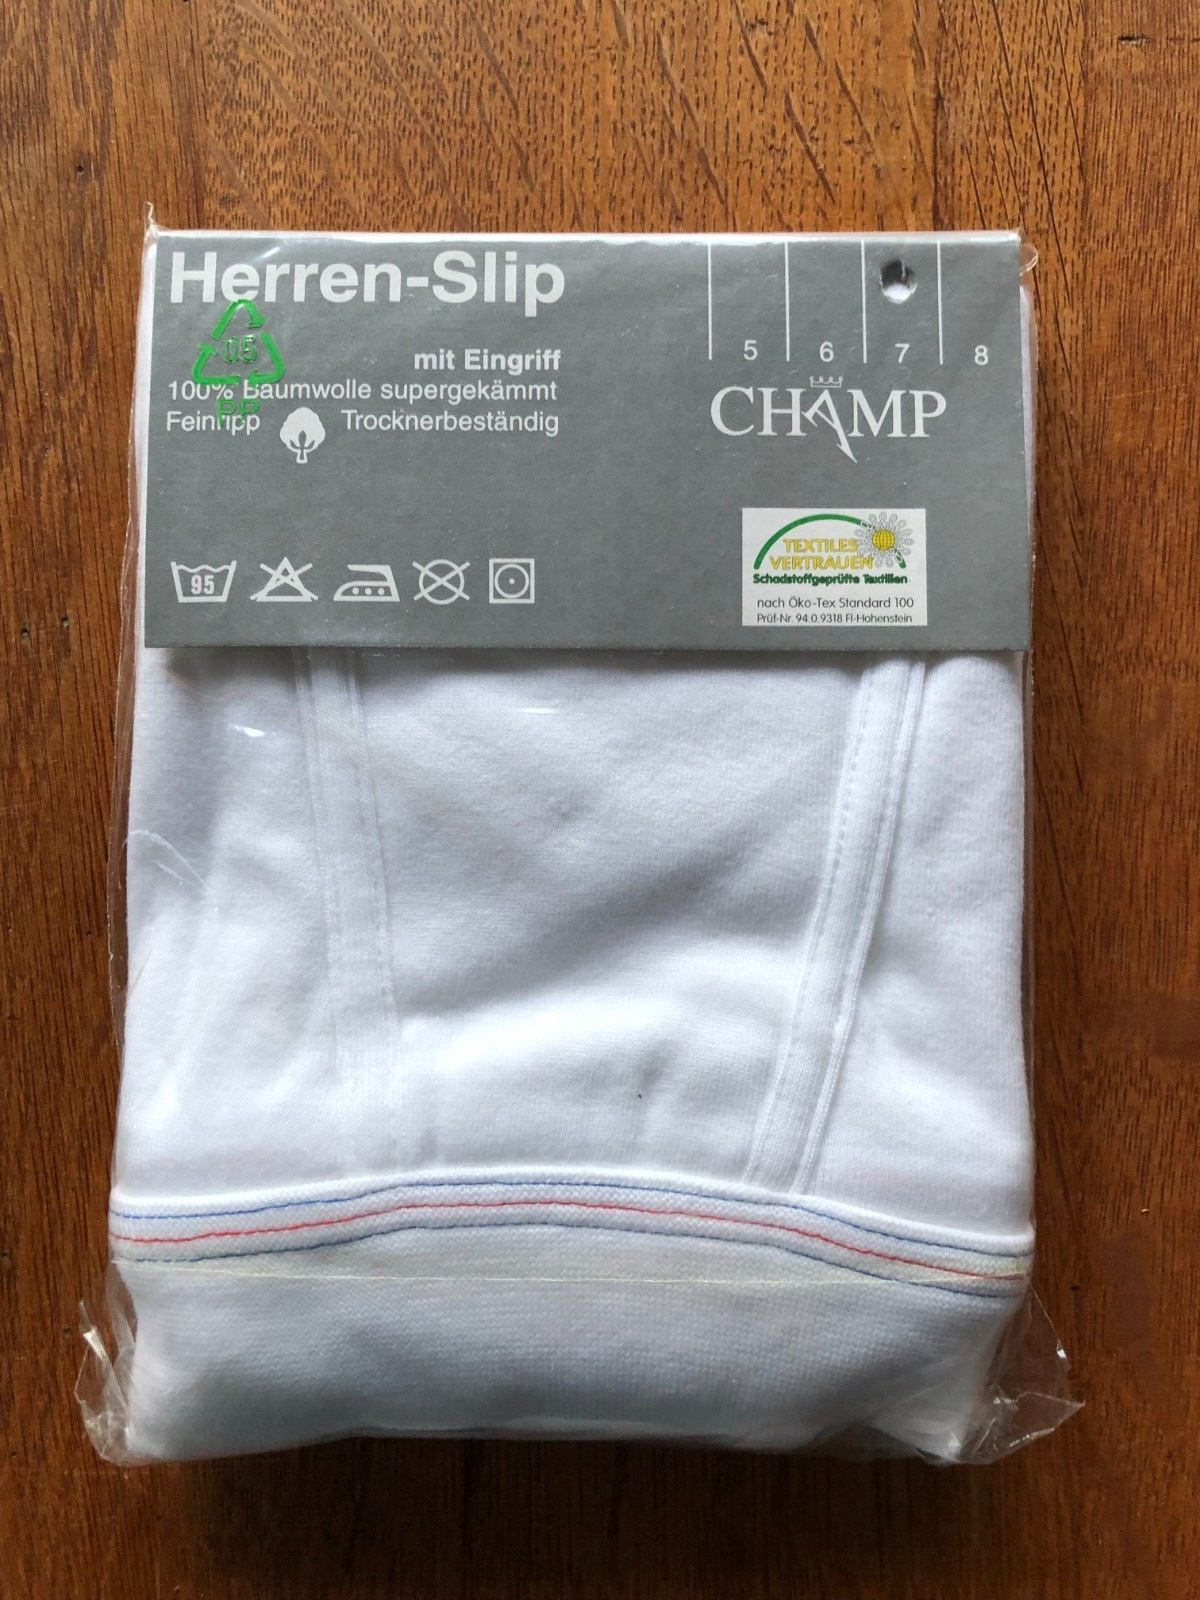 Herren-Slip
mit Eingriff
100% Baumwolle supergekämmt
Feinripp Trocknerbeständig
05
PP
5 6 7 8
CHAMP
95
TEXTILES
VERTRAUEN
Schadstoffgeprüfte Textilien
nach Öko-Tex Standard 100
Prüf-Nr. 94.0.9318 FI-Hohenstein